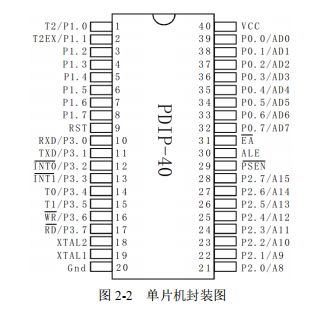 T2/P1.0 1 40 VCC
T2EX/P1.1 2 39 P0.0/AD0
P1.2 3 38 P0.1/AD1
P1.3 4 37 P0.2/AD2
P1.4 5 36 P0.3/AD3
P1.5 6 35 P0.4/AD4
P1.6 7 34 P0.5/AD5
P1.7 8 33 P0.6/AD6
RST 9 32 P0.7/AD7
RXD/P3.0 10 31 EA
TXD/P3.1 11 30 ALE
INT0/P3.2 12 29 PSEN
INT1/P3.3 13 28 P2.7/A15
T0/P3.4 14 27 P2.6/A14
T1/P3.5 15 26 P2.5/A13
WR/P3.6 16 25 P2.4/A12
RD/P3.7 17 24 P2.3/A11
XTAL2 18 23 P2.2/A10
XTAL1 19 22 P2.1/A9
Gnd 20 21 P2.0/A8
PDIP-40
图 2-2 单片机封装图